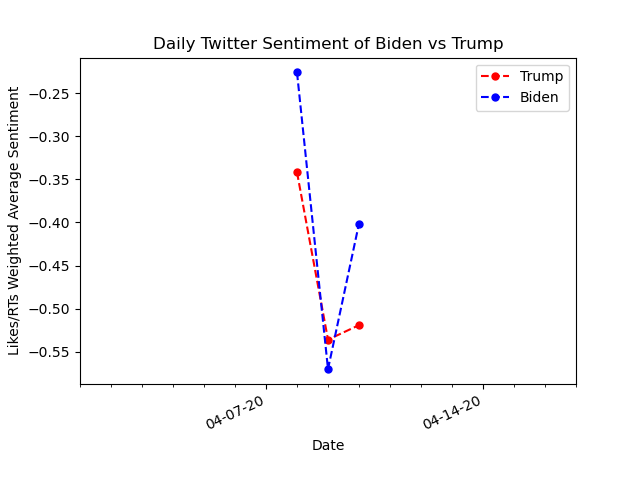 Daily Twitter Sentiment of Biden vs Trump
Likes/RTs Weighted Average Sentiment
−0.25
−0.30
−0.35
−0.40
−0.45
−0.50
−0.55
Trump
Biden
04-07-20
04-14-20
Date